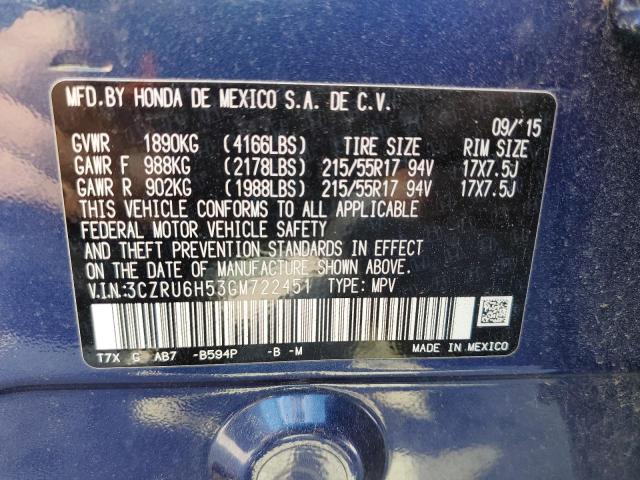 MFD.BY HONDA DE MEXICO S.A. DE C.V.
09/'15
GVWR 1890KG (4166LBS) TIRE SIZE RIM SIZE
GAWR F 988KG (2178LBS) 215/55R17 94V 17X7.5J
GAWR R 902KG (1988LBS) 215/55R17 94V 17X7.5J
THIS VEHICLE CONFORMS TO ALL APPLICABLE
FEDERAL MOTOR VEHICLE SAFETY
AND THEFT PREVENTION STANDARDS IN EFFECT
ON THE DATE OF MANUFACTURE SHOWN ABOVE.
V.I.N:3CZRU6H53GM722451 TYPE: MPV
T7X G AB7 -B594P -B -M MADE IN MEXICO